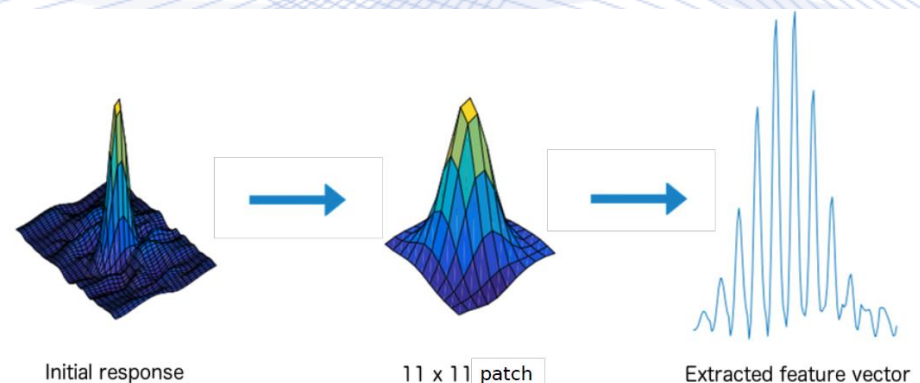 Initial response
11 x 11 patch
Extracted feature vector